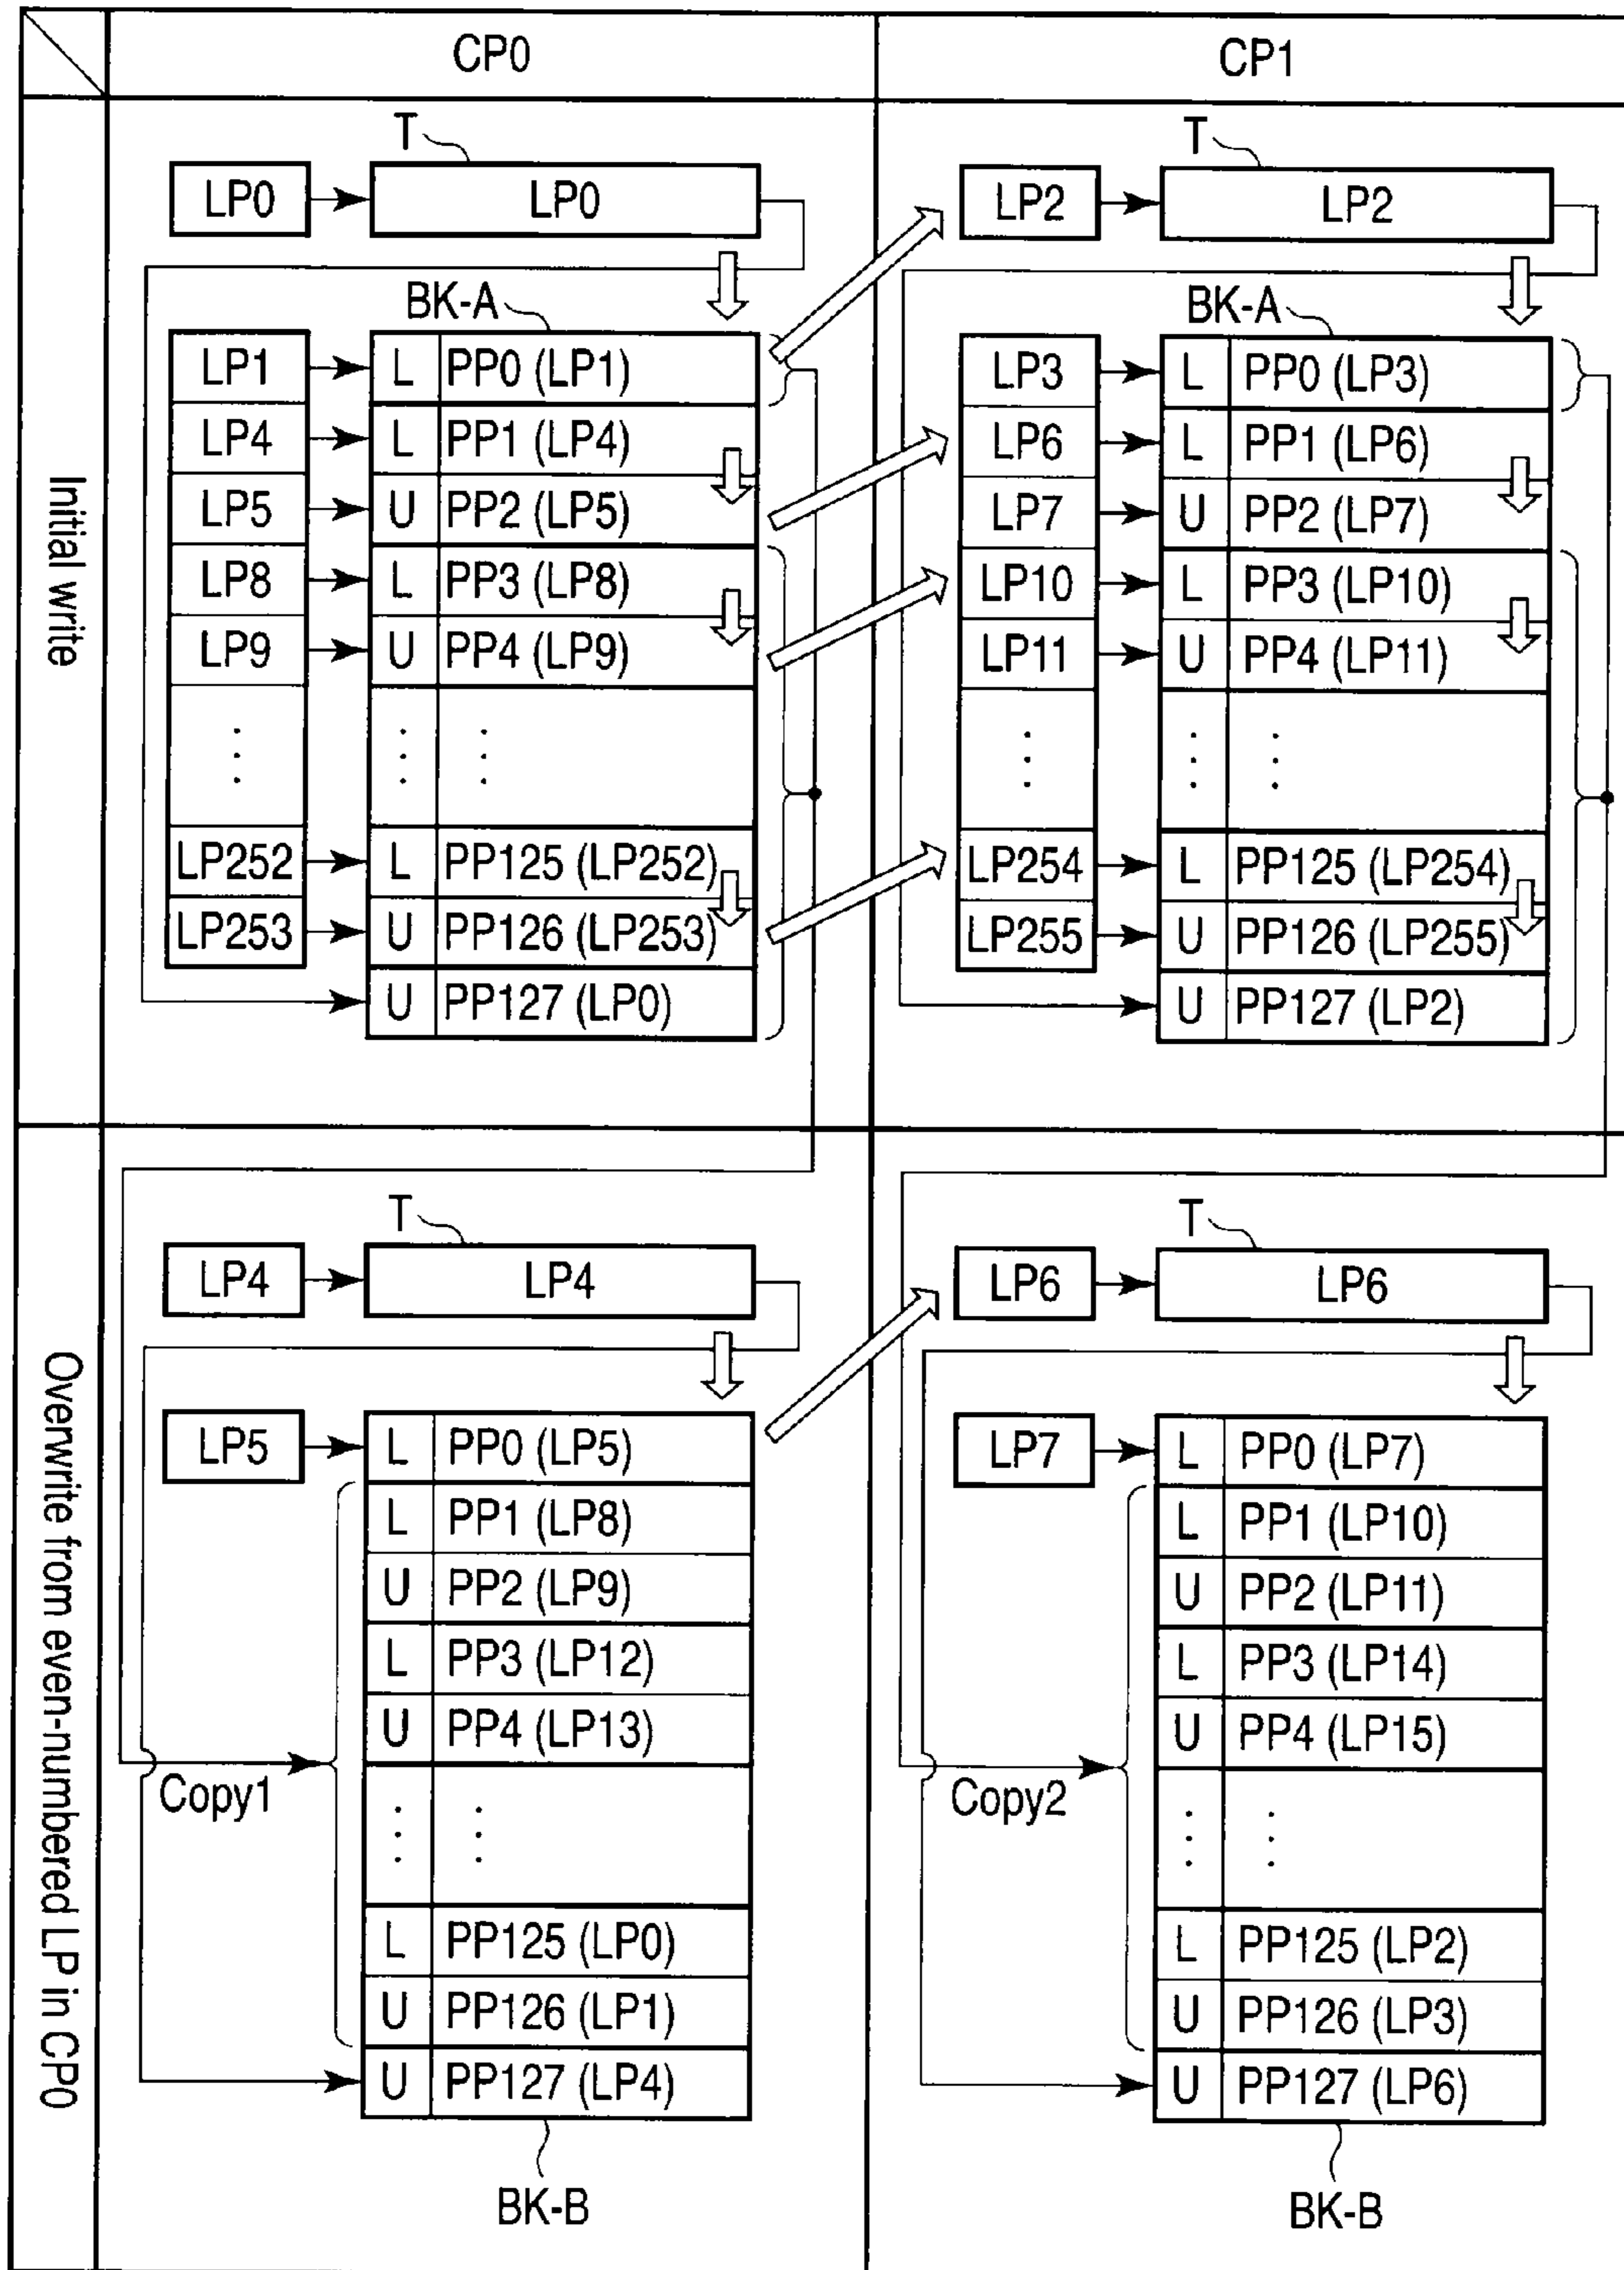 CP0 CP1
Initial write
T T
LP0 LP0 LP2 LP2
BK-A BK-A
LP1 L PP0 (LP1) LP3 L PP0 (LP3)
LP4 L PP1 (LP4) LP6 L PP1 (LP6)
LP5 U PP2 (LP5) LP7 U PP2 (LP7)
LP8 L PP3 (LP8) LP10 L PP3 (LP10)
LP9 U PP4 (LP9) LP11 U PP4 (LP11)
LP252 L PP125 (LP252) LP254 L PP125 (LP254)
LP253 U PP126 (LP253) LP255 U PP126 (LP255)
U PP127 (LP0) U PP127 (LP2)
Overwrite from even-numbered LP in CP0
T T
LP4 LP4 LP6 LP6
LP5 L PP0 (LP5) LP7 L PP0 (LP7)
L PP1 (LP8) L PP1 (LP10)
U PP2 (LP9) U PP2 (LP11)
L PP3 (LP12) L PP3 (LP14)
U PP4 (LP13) U PP4 (LP15)
Copy1 Copy2
L PP125 (LP0) L PP125 (LP2)
U PP126 (LP1) U PP126 (LP3)
U PP127 (LP4) U PP127 (LP6)
BK-B BK-B